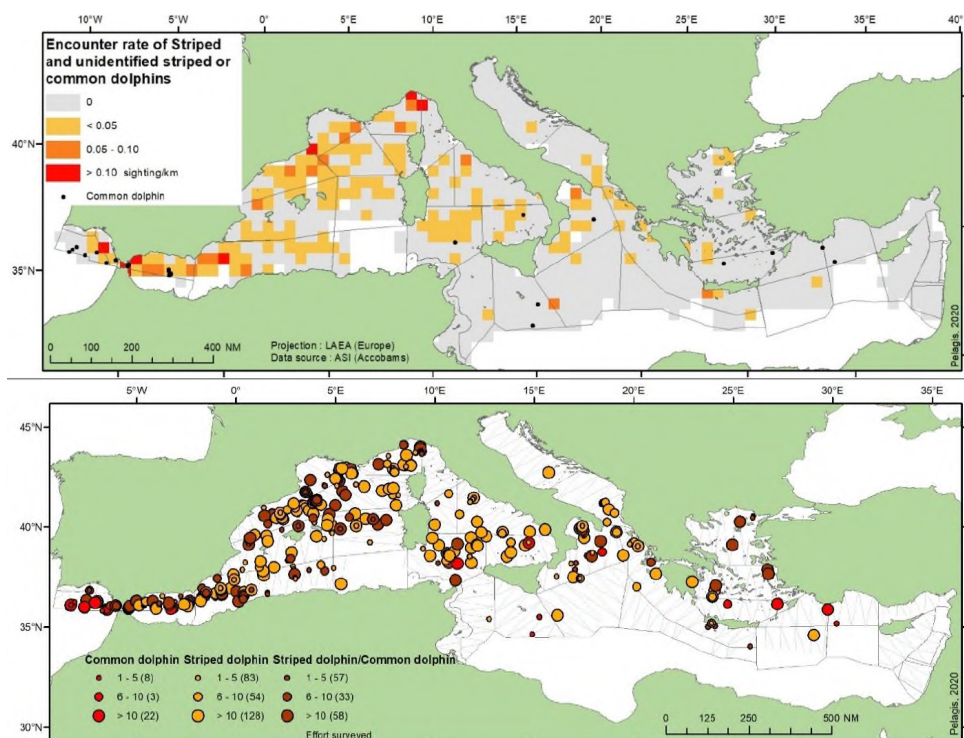 10°W 5°W 0° 5°E 10°E 15°E 20°E 25°E 30°E 35°E 40°E
Encounter rate of Striped
and unidentified striped or
common dolphins
0
< 0.05
0.05 - 0.10
> 0.10 sighting/km
Common dolphin
40°N
40°N
35°N
35°N
Projection : LAEA (Europe)
Data source : ASI (Accobams)
0 50 100 200 300 400 NM
Pelagis, 2020
5°W 0° 5°E 10°E 15°E 20°E 25°E 30°E 35°E
45°N
40°N
35°N
30°N
Common dolphin Striped dolphin Striped dolphin/Common dolphin
1 - 5 (8) 1 - 5 (83) 1 - 5 (57)
6 - 10 (3) 6 - 10 (54) 6 - 10 (33)
> 10 (22) > 10 (128) > 10 (58)
Effort surveyed
0 125 250 500 NM
Pelagis, 2020